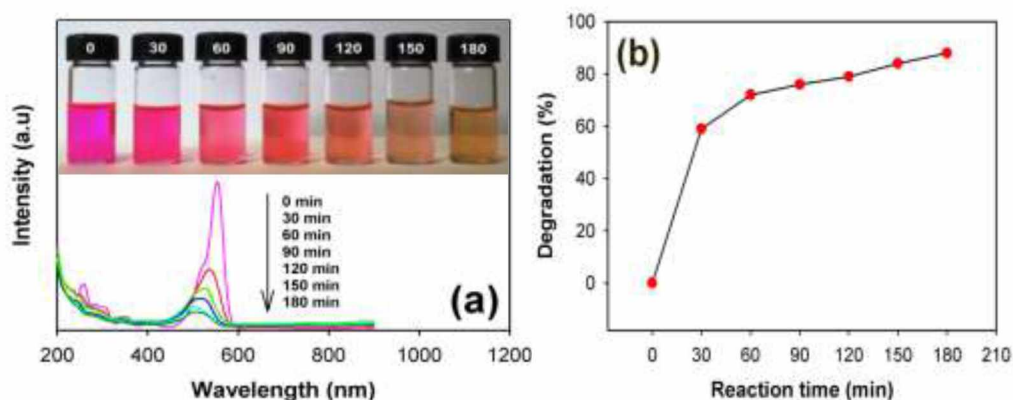 0 30 60 90 120 150 180
Intensity (a.u)
0 min
30 min
60 min
90 min
120 min
150 min
180 min
(a)
200 400 600 800 1000 1200
Wavelength (nm)
(b)
Degradation (%)
100
80
60
40
20
0
0 30 60 90 120 150 180 210
Reaction time (min)